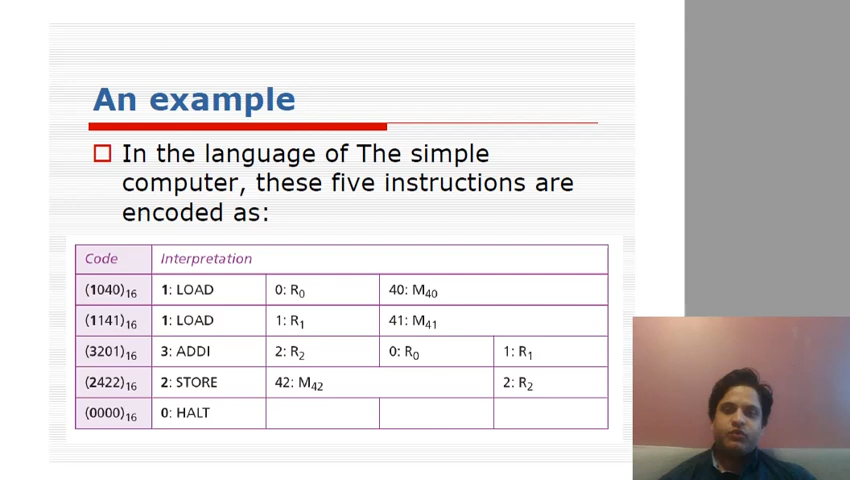 An example
In the language of The simple
computer, these five instructions are
encoded as:
Code Interpretation
(1040)16 1: LOAD 0: R0 40: M40
(1141)16 1: LOAD 1: R1 41: M41
(3201)16 3: ADDI 2: R2 0: R0 1: R1
(2422)16 2: STORE 42: M42 2: R2
(0000)16 0: HALT